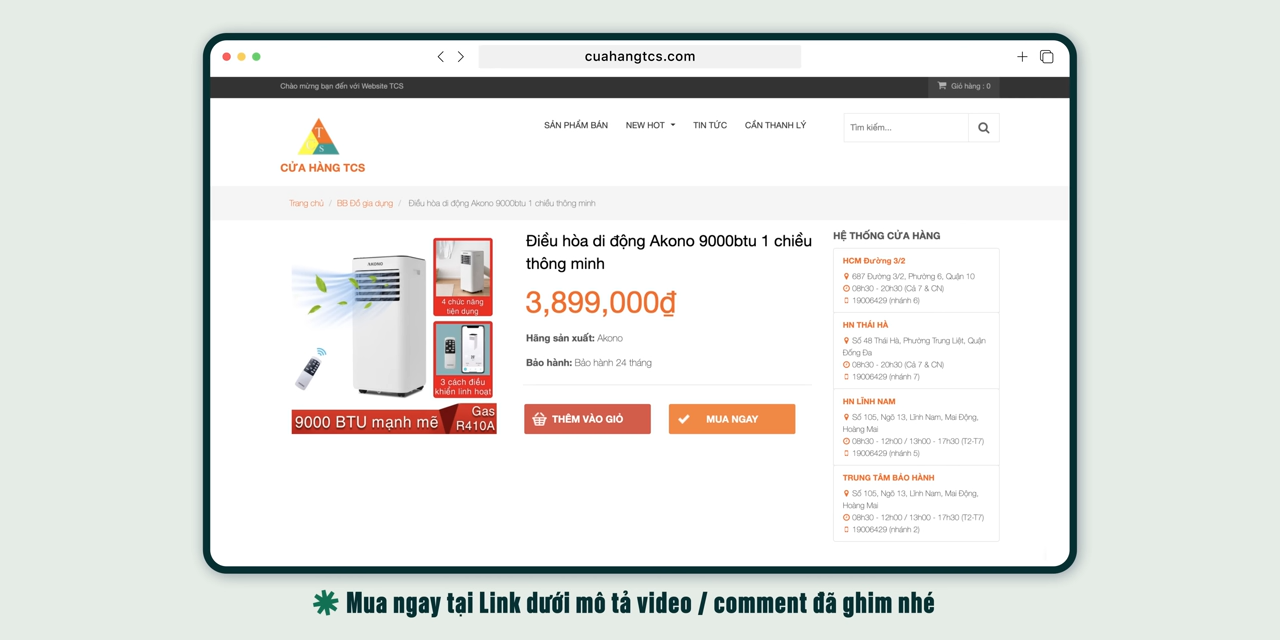 cuahangtcs.com
Chào mừng bạn đến với Website TCS
Giỏ hàng : 0
T
S
CỬA HÀNG TCS
SẢN PHẨM BÁN
NEW HOT
TIN TỨC
CẦN THANH LÝ
Tìm kiếm...
Trang chủ / BB Đồ gia dụng / Điều hòa di động Akono 9000btu 1 chiều thông minh
AKONO
4 chức năng
tiện dụng
3 cách điều
khiển linh hoạt
9000 BTU mạnh mẽ
Gas
R410A
Điều hòa di động Akono 9000btu 1 chiều
thông minh
3,899,000₫
Hãng sản xuất: Akono
Bảo hành: Bảo hành 24 tháng
THÊM VÀO GIỎ
MUA NGAY
HỆ THỐNG CỬA HÀNG
HCM Đường 3/2
687 Đường 3/2, Phường 6, Quận 10
08h30 - 20h30 (Cả 7 & CN)
19006429 (nhánh 6)
HN THÁI HÀ
Số 48 Thái Hà, Phường Trung Liệt, Quận
Đống Đa
08h30 - 20h30 (Cả 7 & CN)
19006429 (nhánh 7)
HN LĨNH NAM
Số 105, Ngõ 13, Lĩnh Nam, Mai Động,
Hoàng Mai
08h30 - 12h00 / 13h00 - 17h30 (T2-T7)
19006429 (nhánh 5)
TRUNG TÂM BẢO HÀNH
Số 105, Ngõ 13, Lĩnh Nam, Mai Động,
Hoàng Mai
08h30 - 12h00 / 13h00 - 17h30 (T2-T7)
19006429 (nhánh 2)
Mua ngay tại Link dưới mô tả video / comment đã ghim nhé